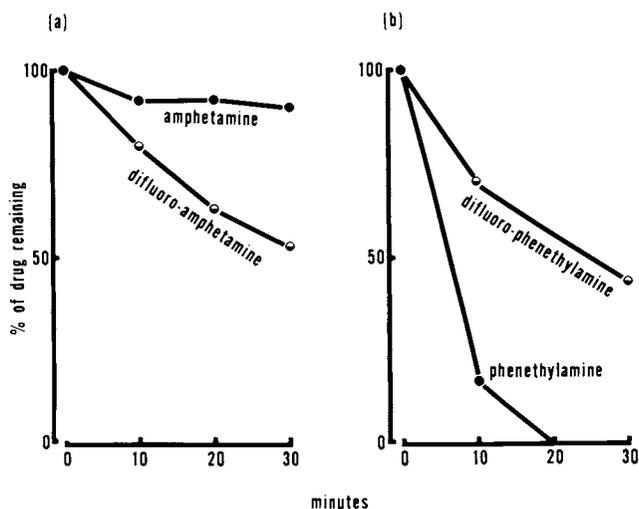 (a)
(b)
% of drug remaining
100
50
0
amphetamine
difluoro-amphetamine
0 10 20 30
100
50
0
difluoro-phenethylamine
phenethylamine
0 10 20 30
minutes